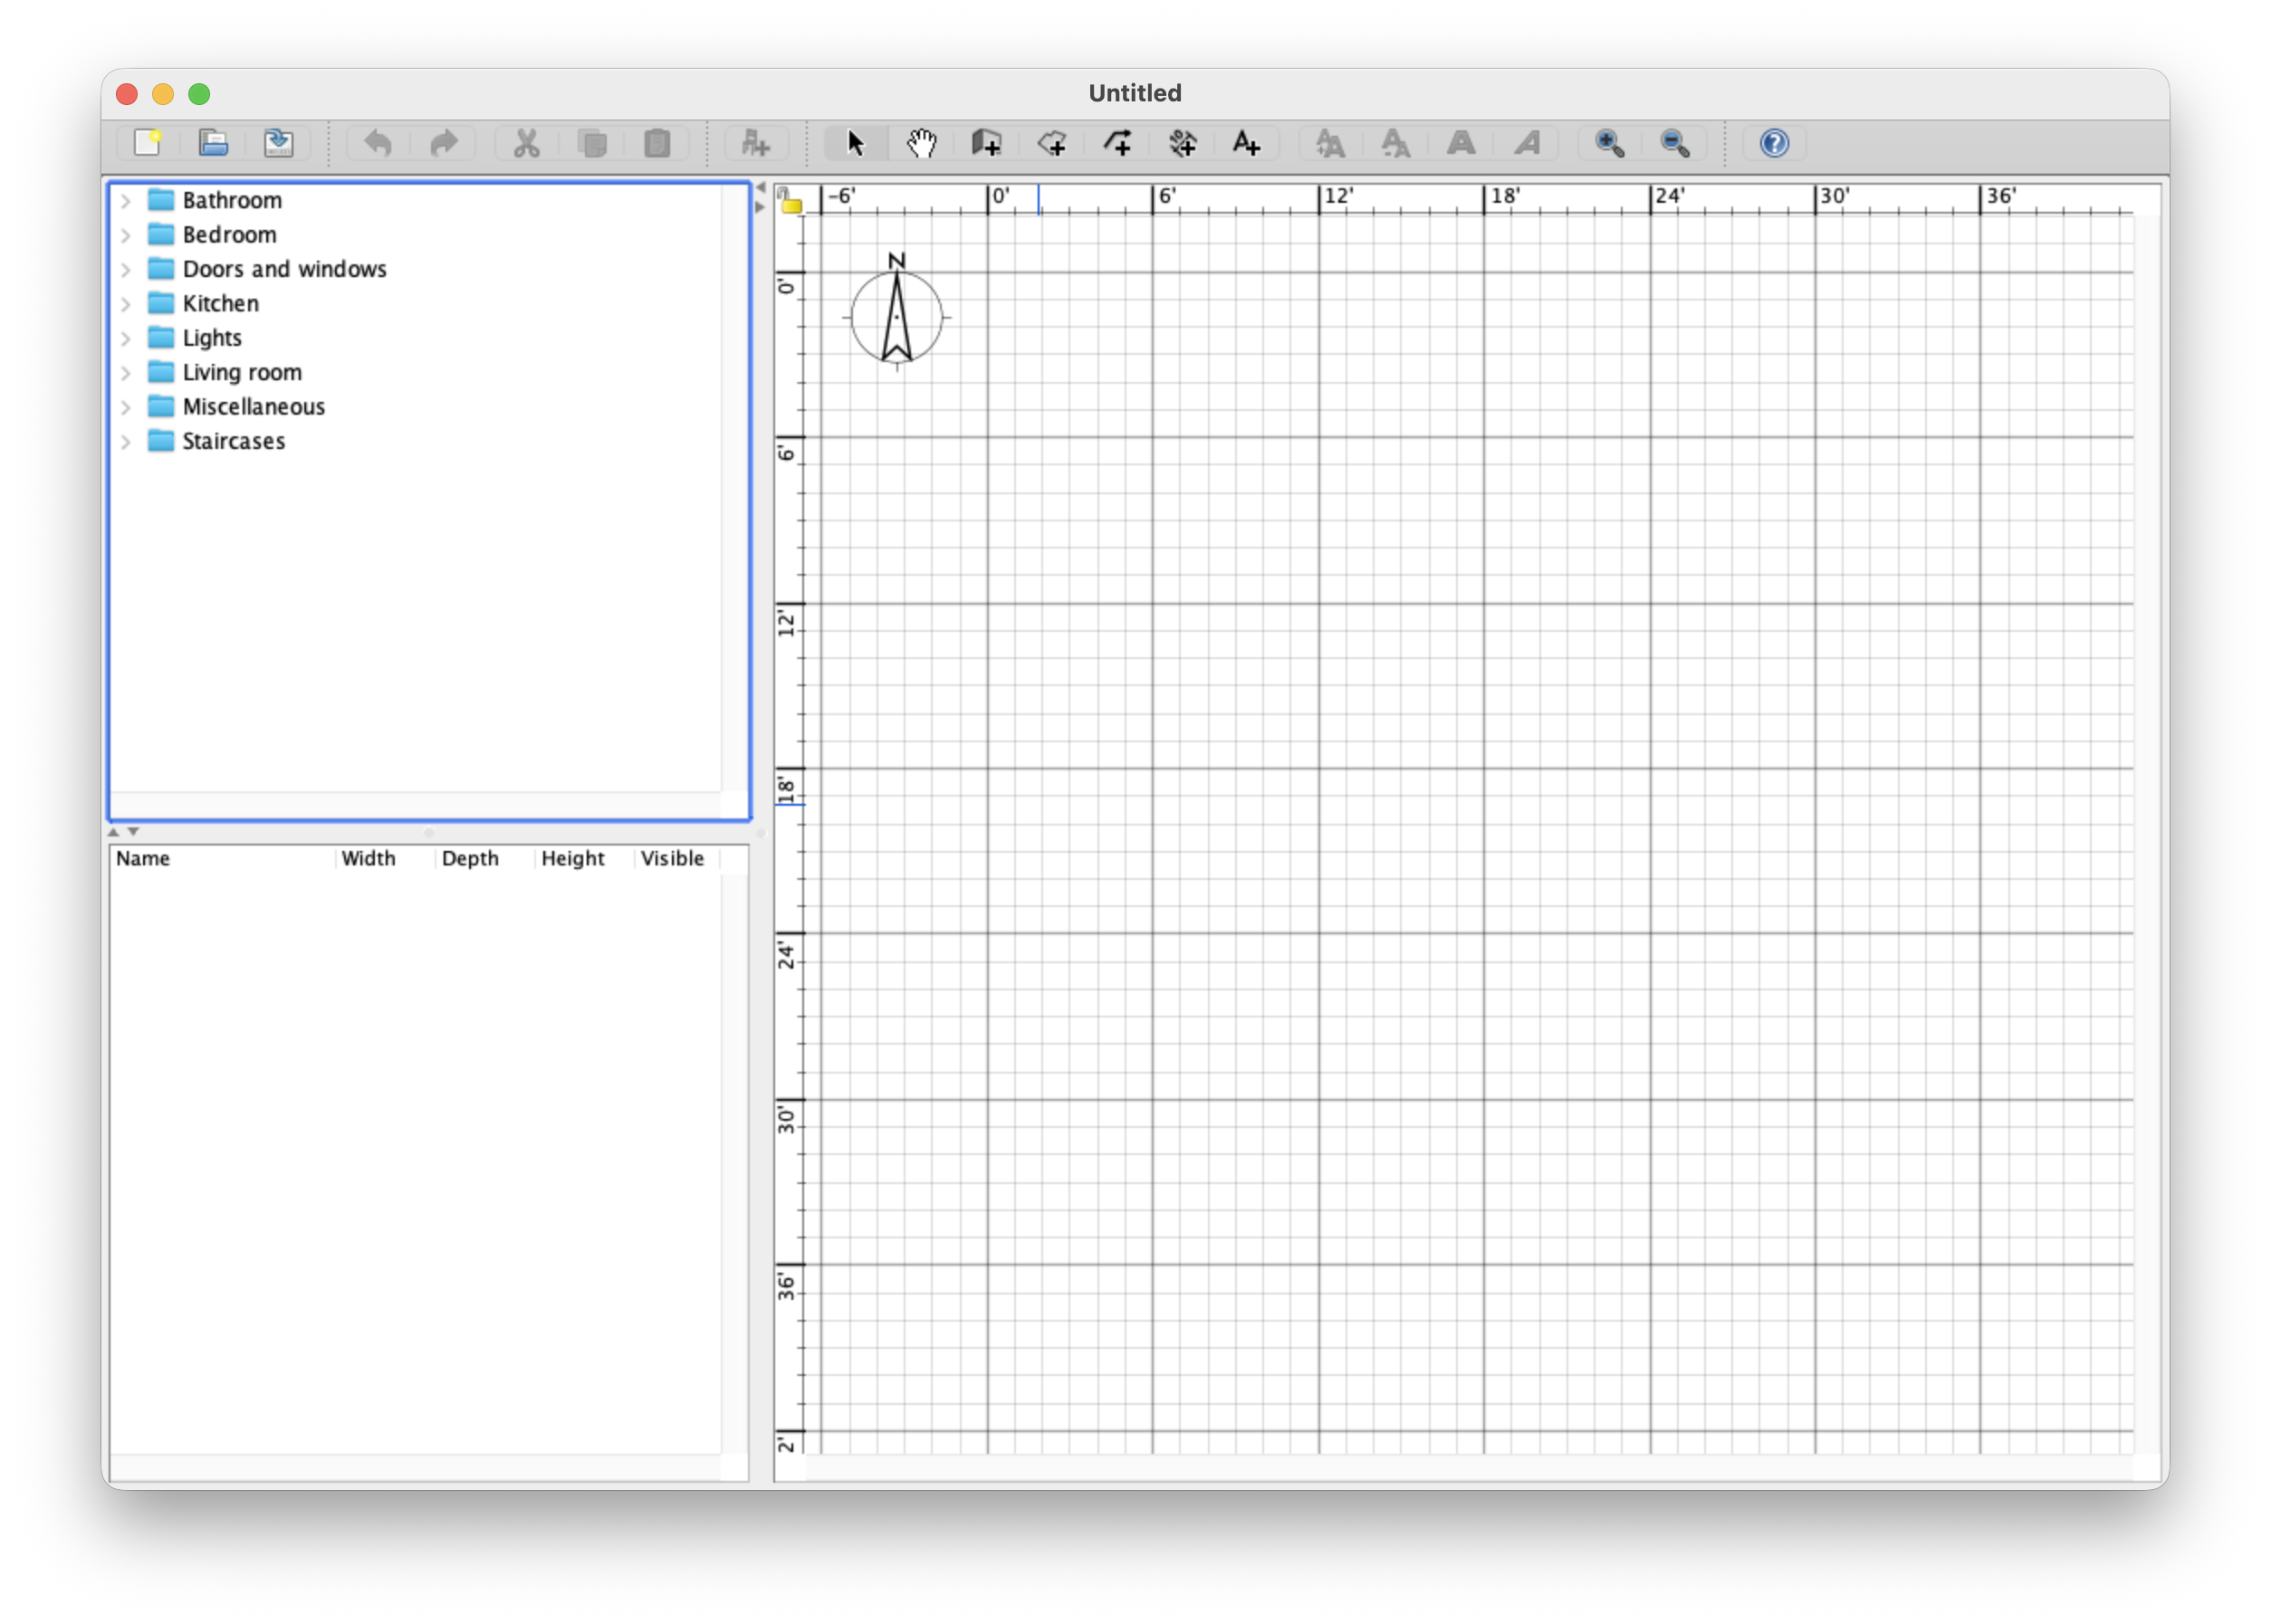 Untitled
Bathroom
Bedroom
Doors and windows
Kitchen
Lights
Living room
Miscellaneous
Staircases
Name Width Depth Height Visible
-6' 0' 6' 12' 18' 24' 30' 36'
N
0'
6'
12'
18'
24'
30'
36'
2'